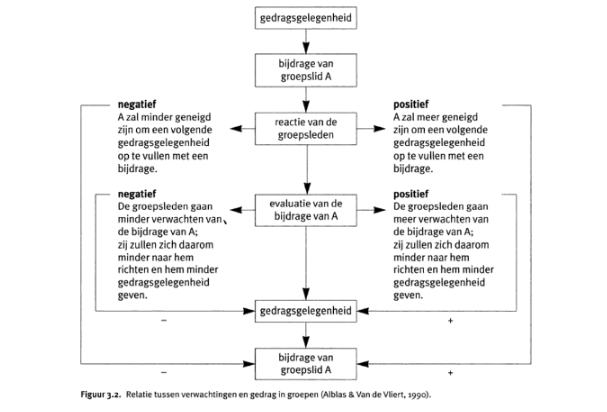 gedragsgelegenheid
bijdrage van
groepslid A
negatief
A zal minder geneigd
zijn om een volgende
gedragsgelegenheid
op te vullen met een
bijdrage.
reactie van de
groepsleden
positief
A zal meer geneigd
zijn om een volgende
gedragsgelegenheid
op te vullen met een
bijdrage.
negatief
De groepsleden gaan
minder verwachten van
de bijdrage van A;
zij zullen zich daarom
minder naar hem
richten en hem minder
gedragsgelegenheid
geven.
evaluatie van de
bijdrage van A
positief
De groepsleden gaan
meer verwachten van
de bijdrage van A;
zij zullen zich daarom
meer naar hem
richten en hem minder
gedragsgelegenheid
geven.
gedragsgelegenheid
– +
bijdrage van
groepslid A
– +
Figuur 3.2. Relatie tussen verwachtingen en gedrag in groepen (Alblas & Van de Vliert, 1990).